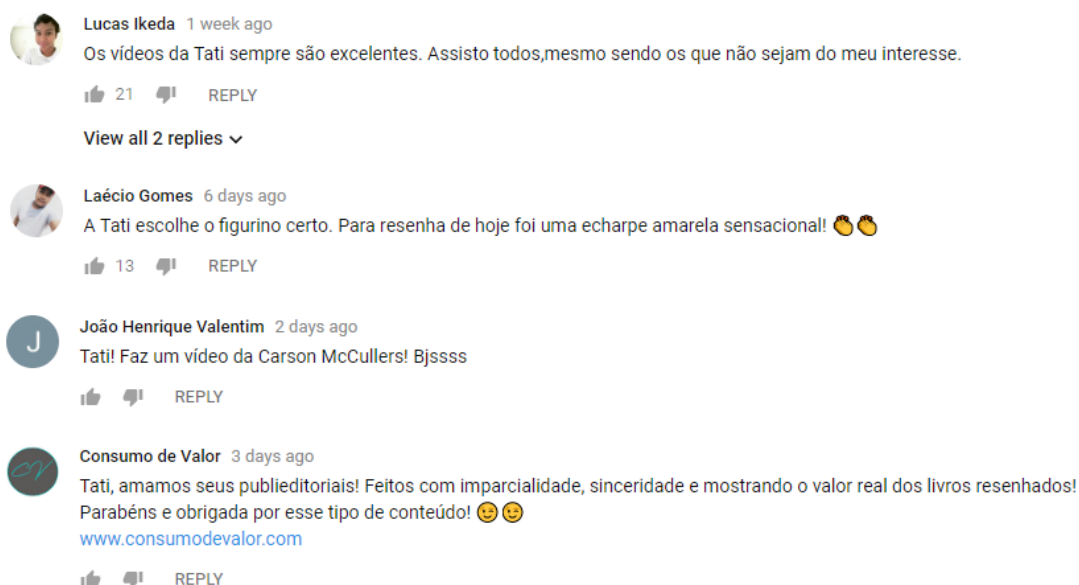 Lucas Ikeda 1 week ago
Os vídeos da Tati sempre são excelentes. Assisto todos,mesmo sendo os que não sejam do meu interesse.
21 REPLY
View all 2 replies
Laécio Gomes 6 days ago
A Tati escolhe o figurino certo. Para resenha de hoje foi uma echarpe amarela sensacional! 👏👏
13 REPLY
J
João Henrique Valentim 2 days ago
Tati! Faz um vídeo da Carson McCullers! Bjssss
REPLY
CV
Consumo de Valor 3 days ago
Tati, amamos seus publieditoriais! Feitos com imparcialidade, sinceridade e mostrando o valor real dos livros resenhados!
Parabéns e obrigada por esse tipo de conteúdo! 😉😉
www.consumodevalor.com
REPLY